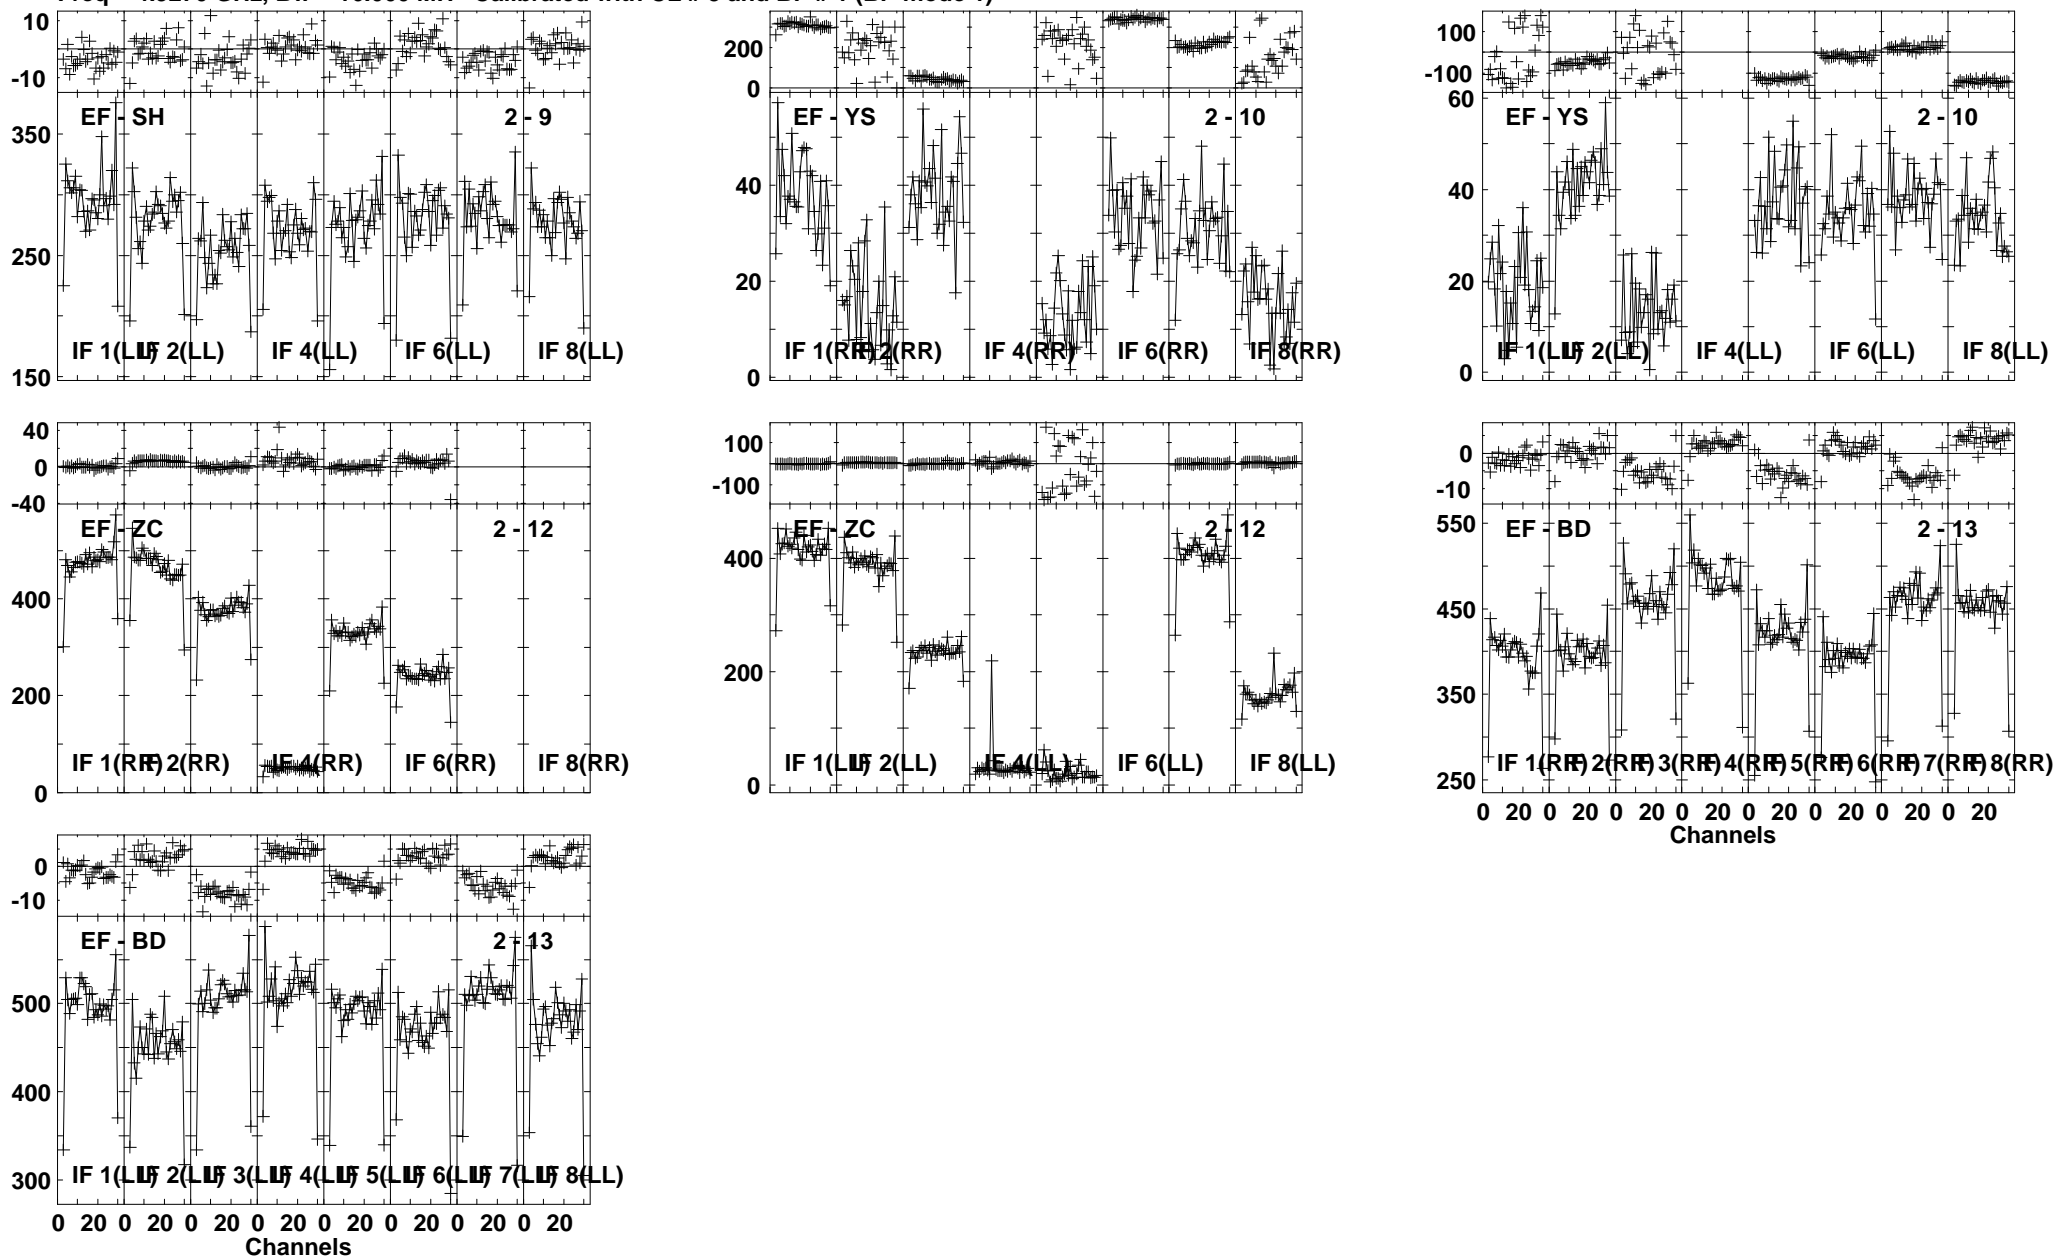 10
-10
EF - SH 2 - 9
350
250
150
IF 1(LL) IF 2(LL) IF 4(LL) IF 6(LL) IF 8(LL)
200
0
EF - YS 2 - 10
40
20
0
IF 1(RR) IF 2(RR) IF 4(RR) IF 6(RR) IF 8(RR)
100
-100
60
EF - YS 2 - 10
40
20
0
IF 1(LL) IF 2(LL) IF 4(LL) IF 6(LL) IF 8(LL)
40
0
-40
EF - ZC 2 - 12
400
200
0
IF 1(RR) IF 2(RR) IF 4(RR) IF 6(RR) IF 8(RR)
100
-100
EF - ZC 2 - 12
400
200
0
IF 1(LL) IF 2(LL) IF 4(LL) IF 6(LL) IF 8(LL)
0
-10
550
EF - BD 2 - 13
450
350
250
IF 1(RR) IF 2(RR) IF 3(RR) IF 4(RR) IF 5(RR) IF 6(RR) IF 7(RR) IF 8(RR)
0 20 0 20 0 20 0 20 0 20 0 20 0 20 0 20
Channels
0
-10
EF - BD 2 - 13
500
400
300
IF 1(LL) IF 2(LL) IF 3(LL) IF 4(LL) IF 5(LL) IF 6(LL) IF 7(LL) IF 8(LL)
0 20 0 20 0 20 0 20 0 20 0 20 0 20 0 20
Channels